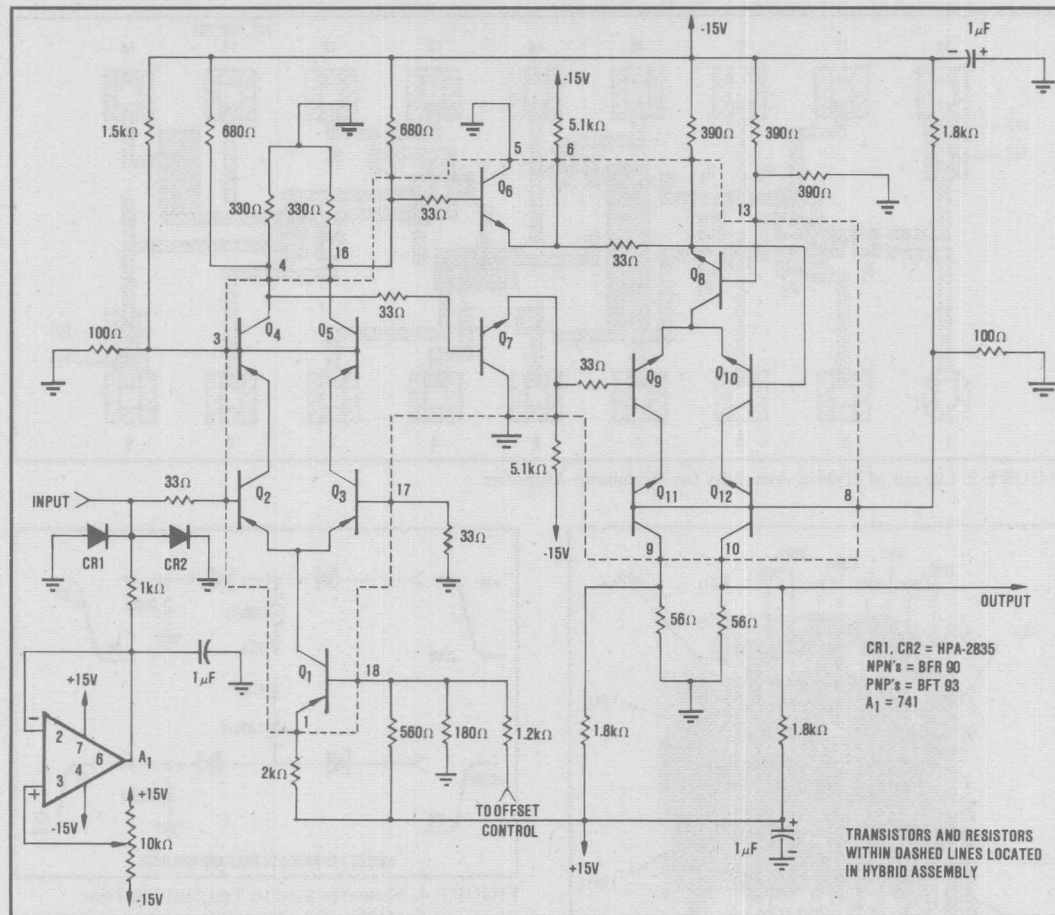 -15V
1μF
- +
1.5kΩ
680Ω
680Ω
-15V
5.1kΩ
390Ω
390Ω
1.8kΩ
5
6
330Ω
330Ω
33Ω
Q6
390Ω
13
16
4
33Ω
Q8
33Ω
100Ω
3
Q4
Q5
Q7
33Ω
Q9
Q10
100Ω
5.1kΩ
INPUT
33Ω
Q2
Q3
17
Q11
Q12
8
-15V
9
10
CR1
CR2
33Ω
OUTPUT
1kΩ
56Ω
56Ω
CR1, CR2 = HPA-2835
NPN's = BFR 90
PNP's = BFT 93
A1 = 741
1μF
Q1
18
+15V
-
2
7
6
A1
1
560Ω
180Ω
1.2kΩ
1.8kΩ
1.8kΩ
3
4
+
2kΩ
+15V
-15V
10kΩ
TO OFFSET
CONTROL
+
1μF
-
TRANSISTORS AND RESISTORS
WITHIN DASHED LINES LOCATED
IN HYBRID ASSEMBLY
+15V
-15V